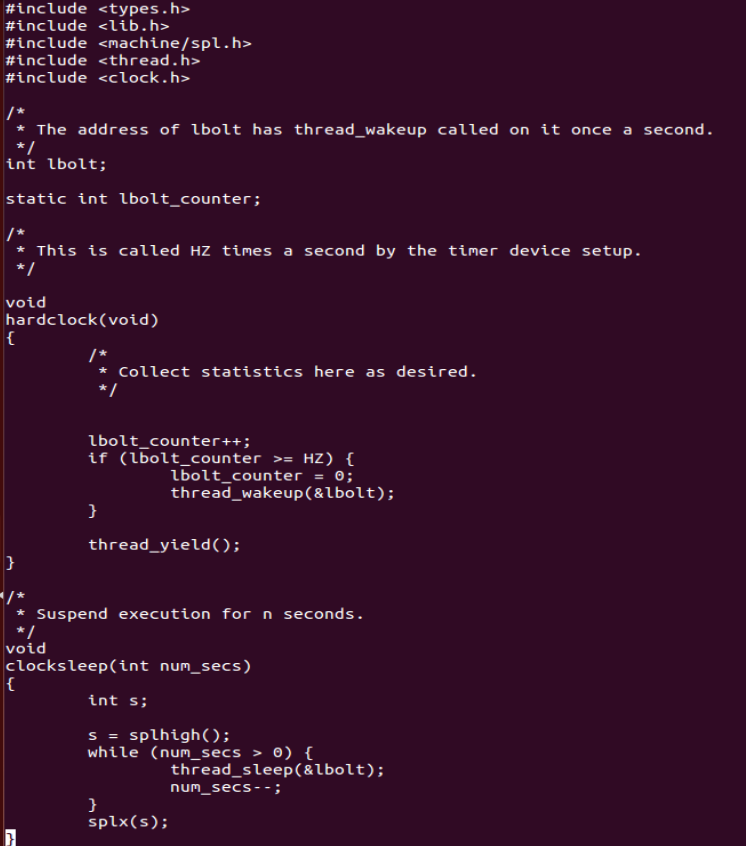 #include <types.h>
#include <lib.h>
#include <machine/spl.h>
#include <thread.h>
#include <clock.h>

/*
 * The address of lbolt has thread_wakeup called on it once a second.
 */
int lbolt;

static int lbolt_counter;

/*
 * This is called HZ times a second by the timer device setup.
 */

void
hardclock(void)
{
        /*
         * Collect statistics here as desired.
         */


        lbolt_counter++;
        if (lbolt_counter >= HZ) {
                lbolt_counter = 0;
                thread_wakeup(&lbolt);
        }

        thread_yield();
}

/*
 * Suspend execution for n seconds.
 */
void
clocksleep(int num_secs)
{
        int s;

        s = splhigh();
        while (num_secs > 0) {
                thread_sleep(&lbolt);
                num_secs--;
        }
        splx(s);
}